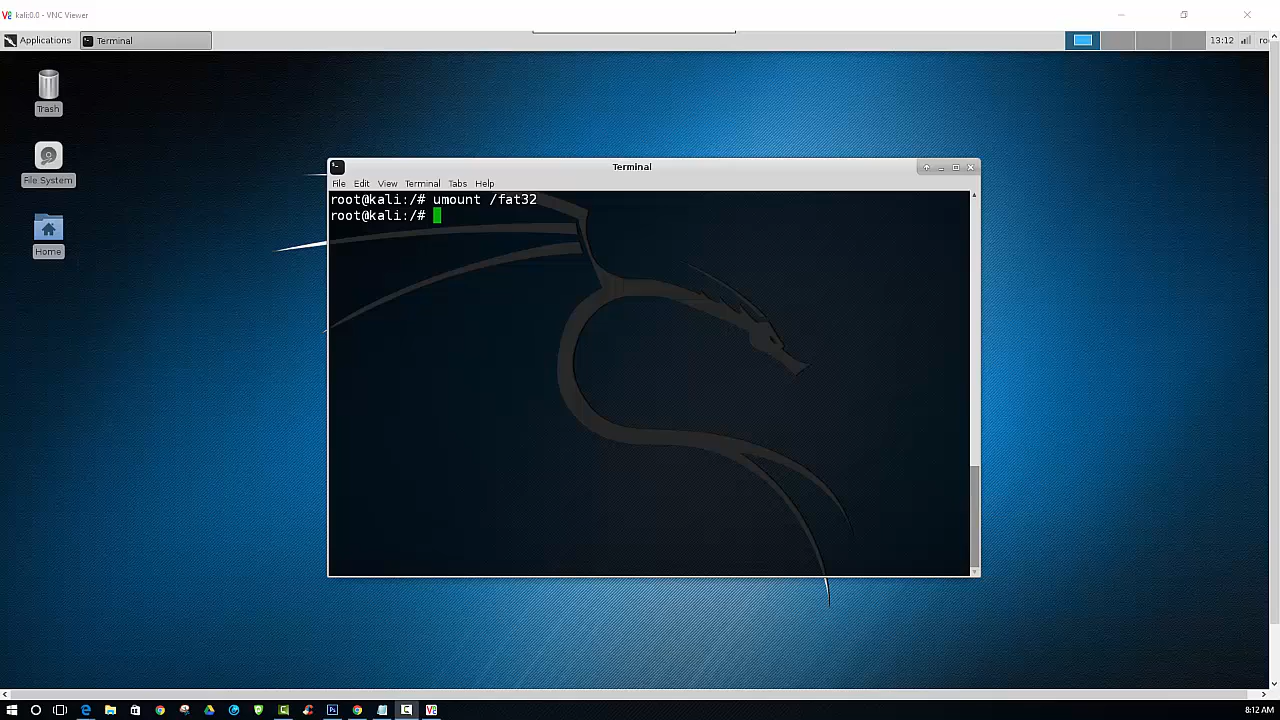 kali:0.0 - VNC Viewer
Applications
Terminal
13:12
ro
Trash
File System
Home
Terminal
File Edit View Terminal Tabs Help
root@kali:/# umount /fat32
root@kali:/#
8:12 AM